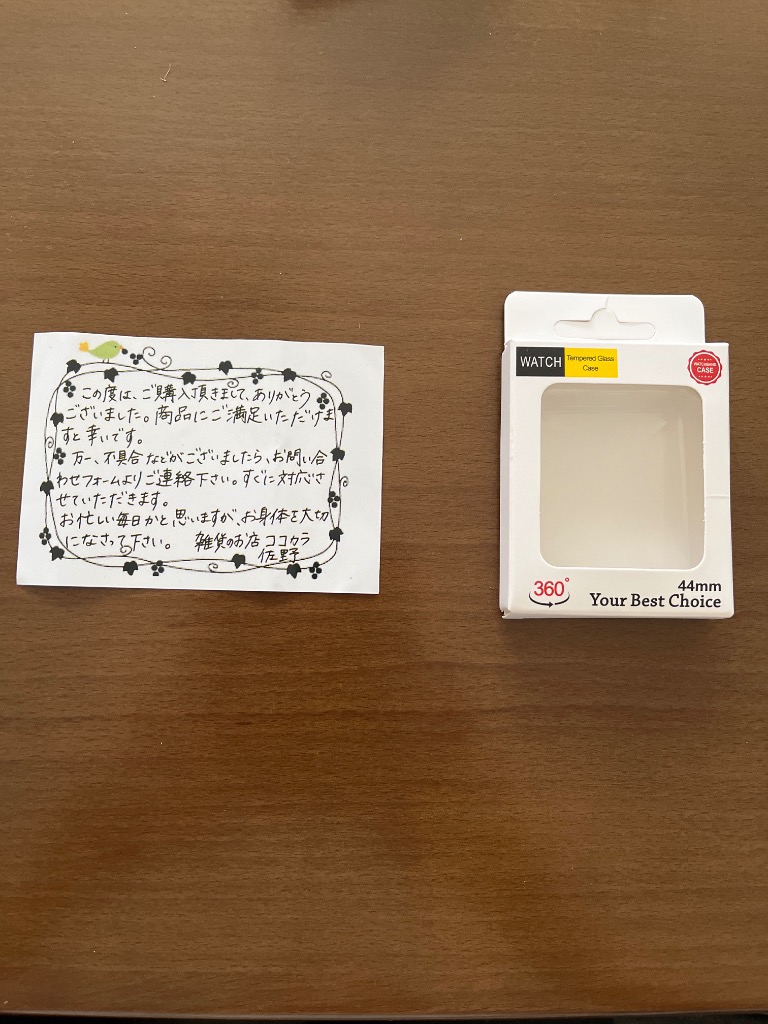 この度は、ご購入頂きまして、ありがとう
ございました。商品にご満足いただけま
すと幸いです。
万一、不具合などがございましたら、お問い合
わせフォームよりご連絡下さい。すぐに対応さ
せていただきます。
お忙しい毎日かと思いますが、お身体を大切
になさって下さい。 雑貨のお店 ココカラ
佐野
WATCH
Tempered Glass
Case
CASE
360°
44mm
Your Best Choice